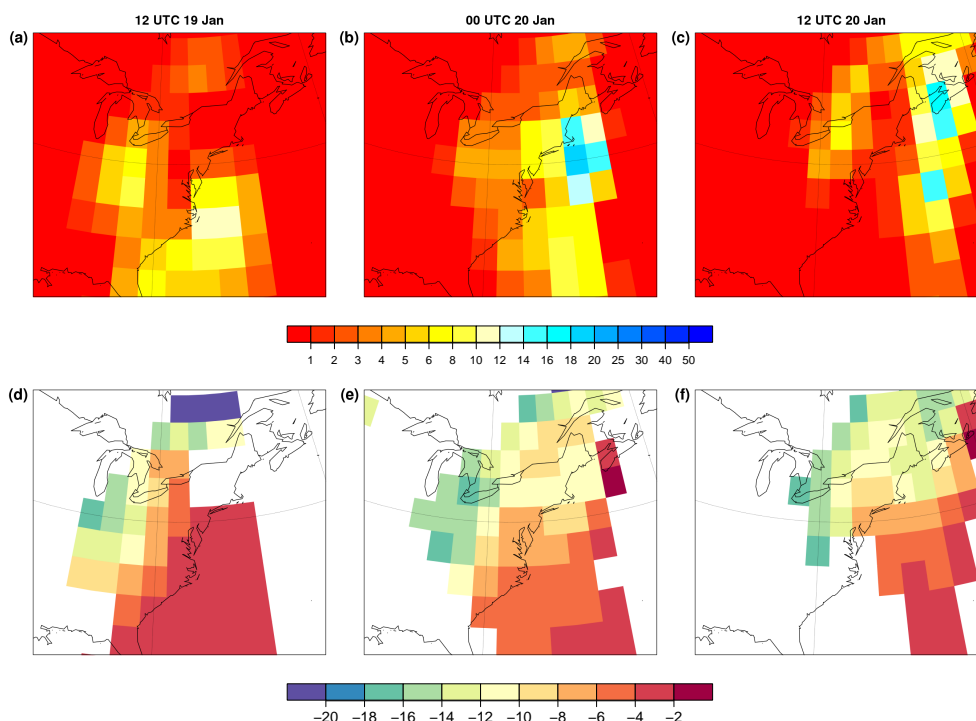 12 UTC 19 Jan 00 UTC 20 Jan 12 UTC 20 Jan
(a) (b) (c)
1 2 3 4 5 6 8 10 12 14 16 18 20 25 30 40 50
(d) (e) (f)
−20 −18 −16 −14 −12 −10 −8 −6 −4 −2